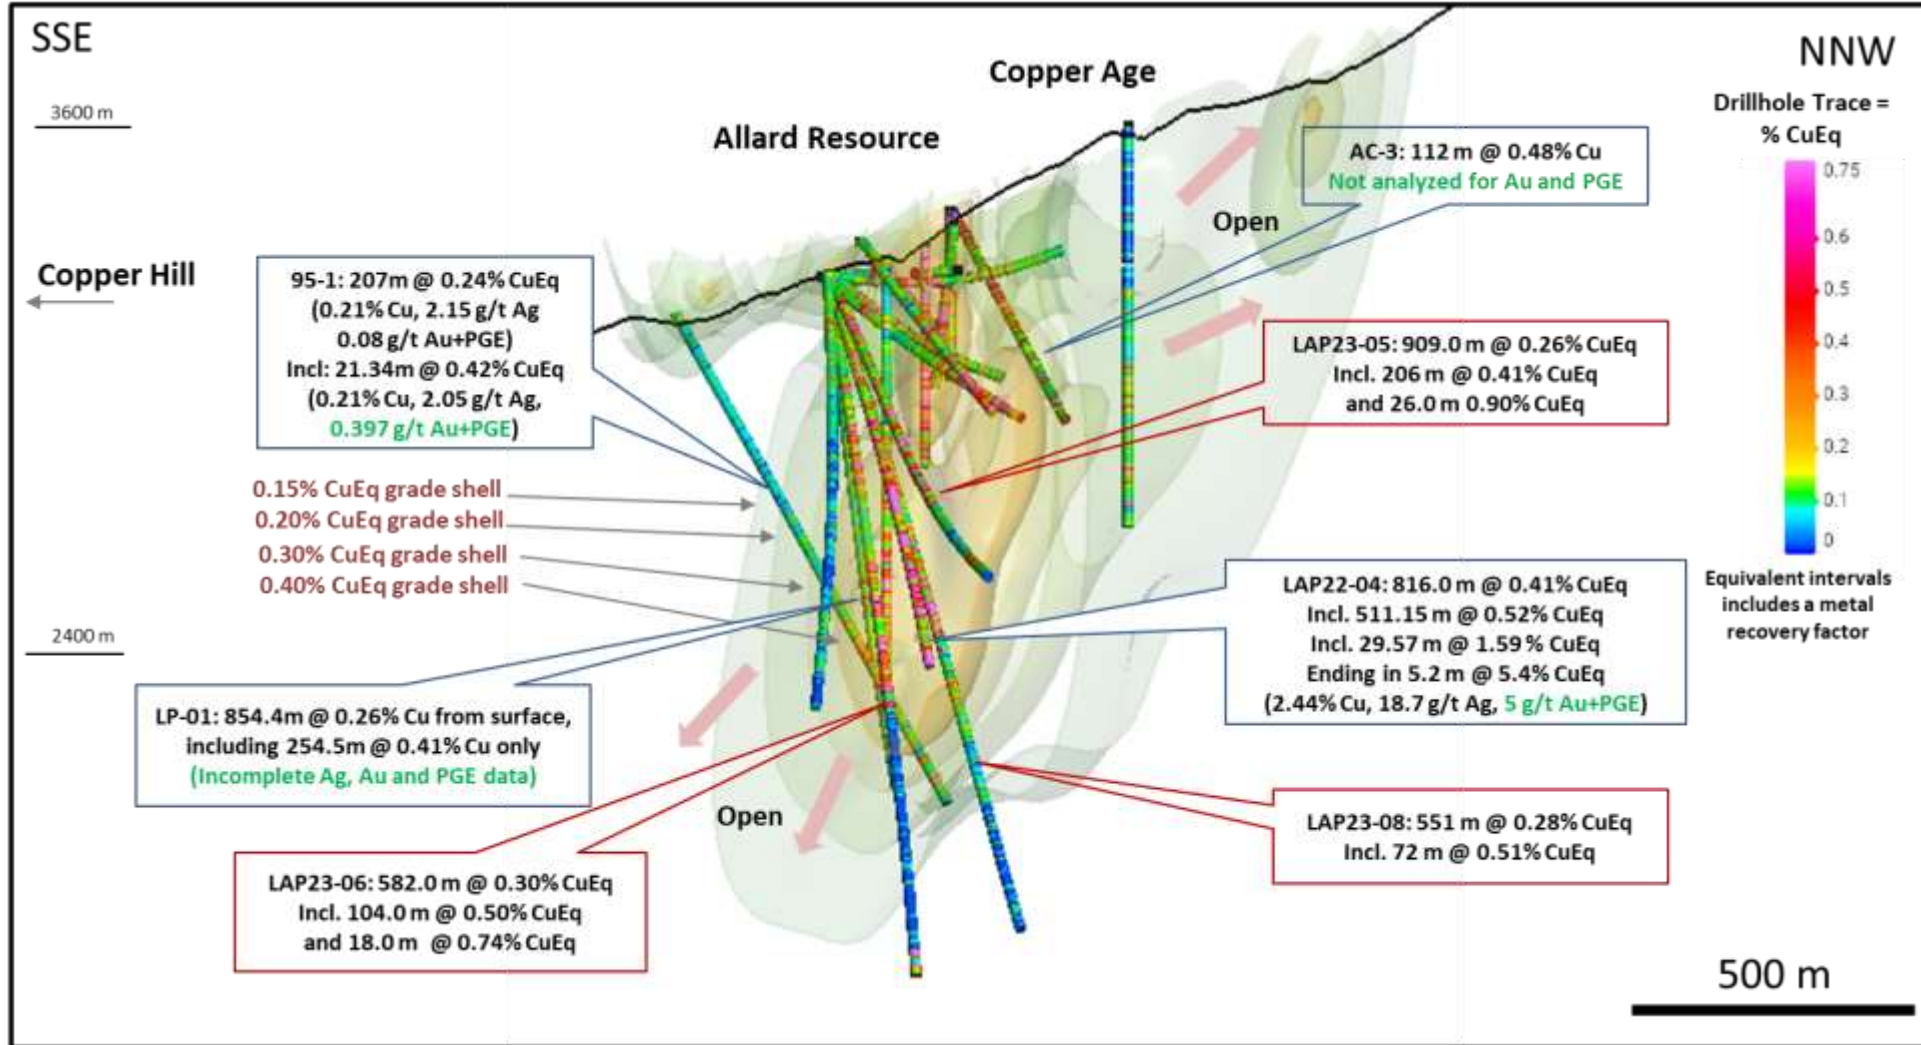 SSE
NNW
Copper Age
Allard Resource
3600 m
Drillhole Trace =
% CuEq
0.75
0.6
0.5
0.4
0.3
0.2
0.1
0
Equivalent intervals
includes a metal
recovery factor
AC-3: 112 m @ 0.48% Cu
Not analyzed for Au and PGE
Open
Copper Hill
95-1: 207m @ 0.24% CuEq
(0.21% Cu, 2.15 g/t Ag
0.08 g/t Au+PGE)
Incl: 21.34m @ 0.42% CuEq
(0.21% Cu, 2.05 g/t Ag,
0.397 g/t Au+PGE)
LAP23-05: 909.0 m @ 0.26% CuEq
Incl. 206 m @ 0.41% CuEq
and 26.0 m 0.90% CuEq
0.15% CuEq grade shell
0.20% CuEq grade shell
0.30% CuEq grade shell
0.40% CuEq grade shell
2400 m
LAP22-04: 816.0 m @ 0.41% CuEq
Incl. 511.15 m @ 0.52% CuEq
Incl. 29.57 m @ 1.59 % CuEq
Ending in 5.2 m @ 5.4% CuEq
(2.44% Cu, 18.7 g/t Ag, 5 g/t Au+PGE)
LP-01: 854.4m @ 0.26% Cu from surface,
including 254.5m @ 0.41% Cu only
(Incomplete Ag, Au and PGE data)
Open
LAP23-08: 551 m @ 0.28% CuEq
Incl. 72 m @ 0.51% CuEq
LAP23-06: 582.0 m @ 0.30% CuEq
Incl. 104.0 m @ 0.50% CuEq
and 18.0 m @ 0.74% CuEq
500 m